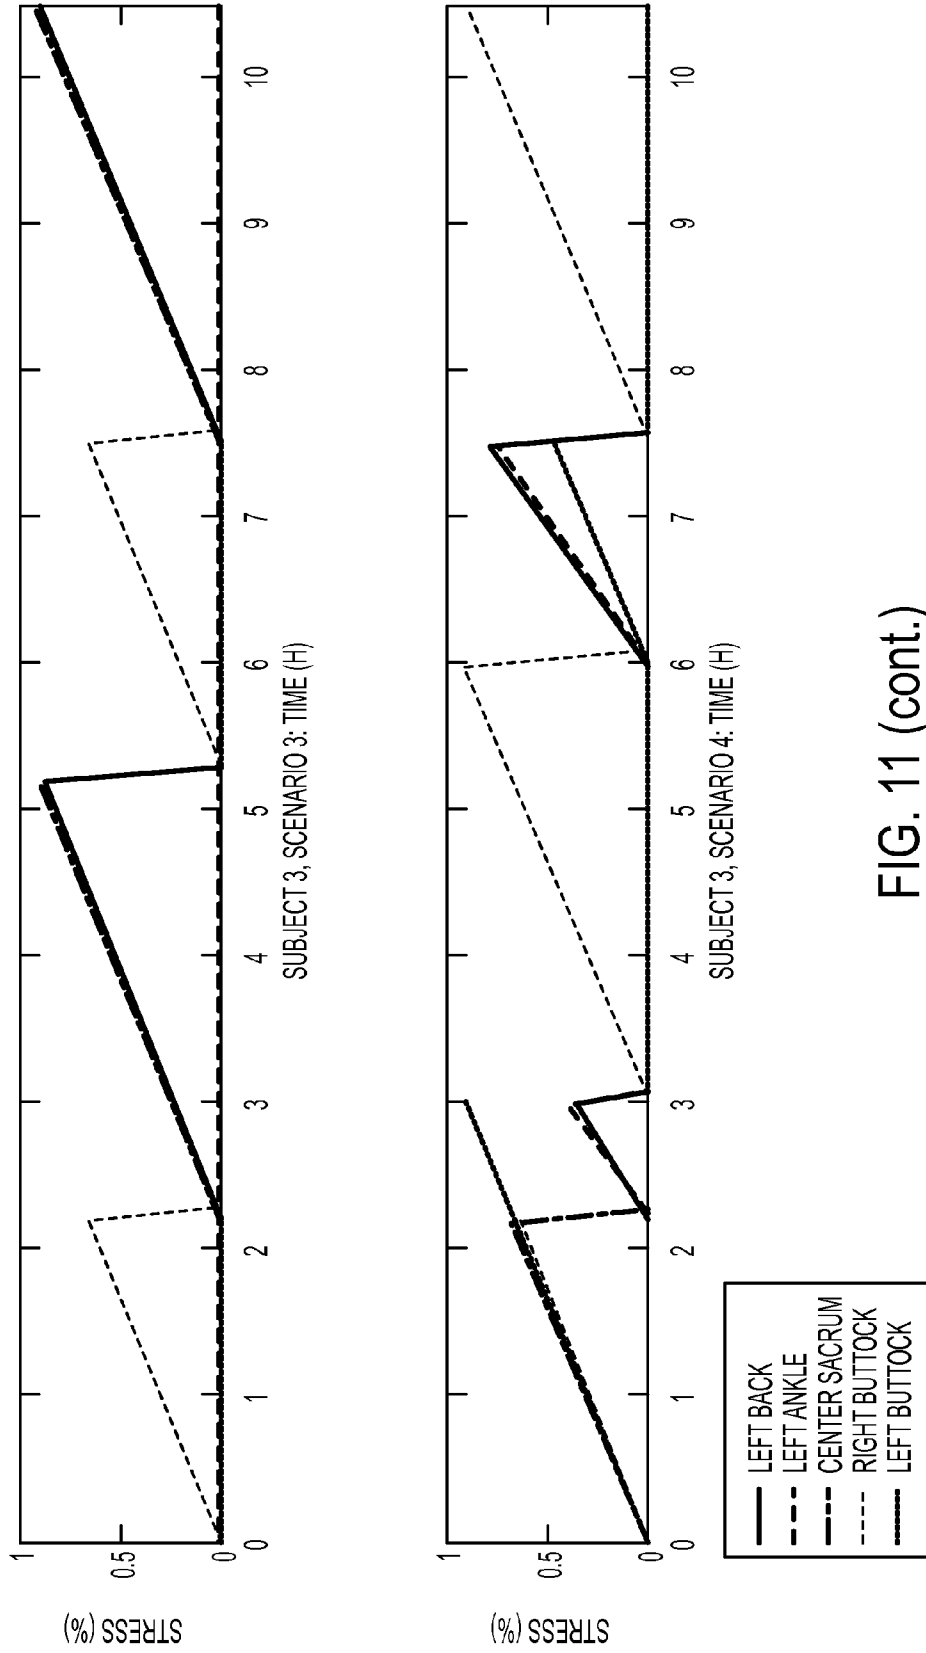 STRESS (%)
1
0.5
0
0 1 2 3 4 5 6 7 8 9 10
SUBJECT 3, SCENARIO 3: TIME (H)
STRESS (%)
1
0.5
0
0 1 2 3 4 5 6 7 8 9 10
SUBJECT 3, SCENARIO 4: TIME (H)
LEFT BACK
LEFT ANKLE
CENTER SACRUM
RIGHT BUTTOCK
LEFT BUTTOCK
FIG. 11 (cont.)